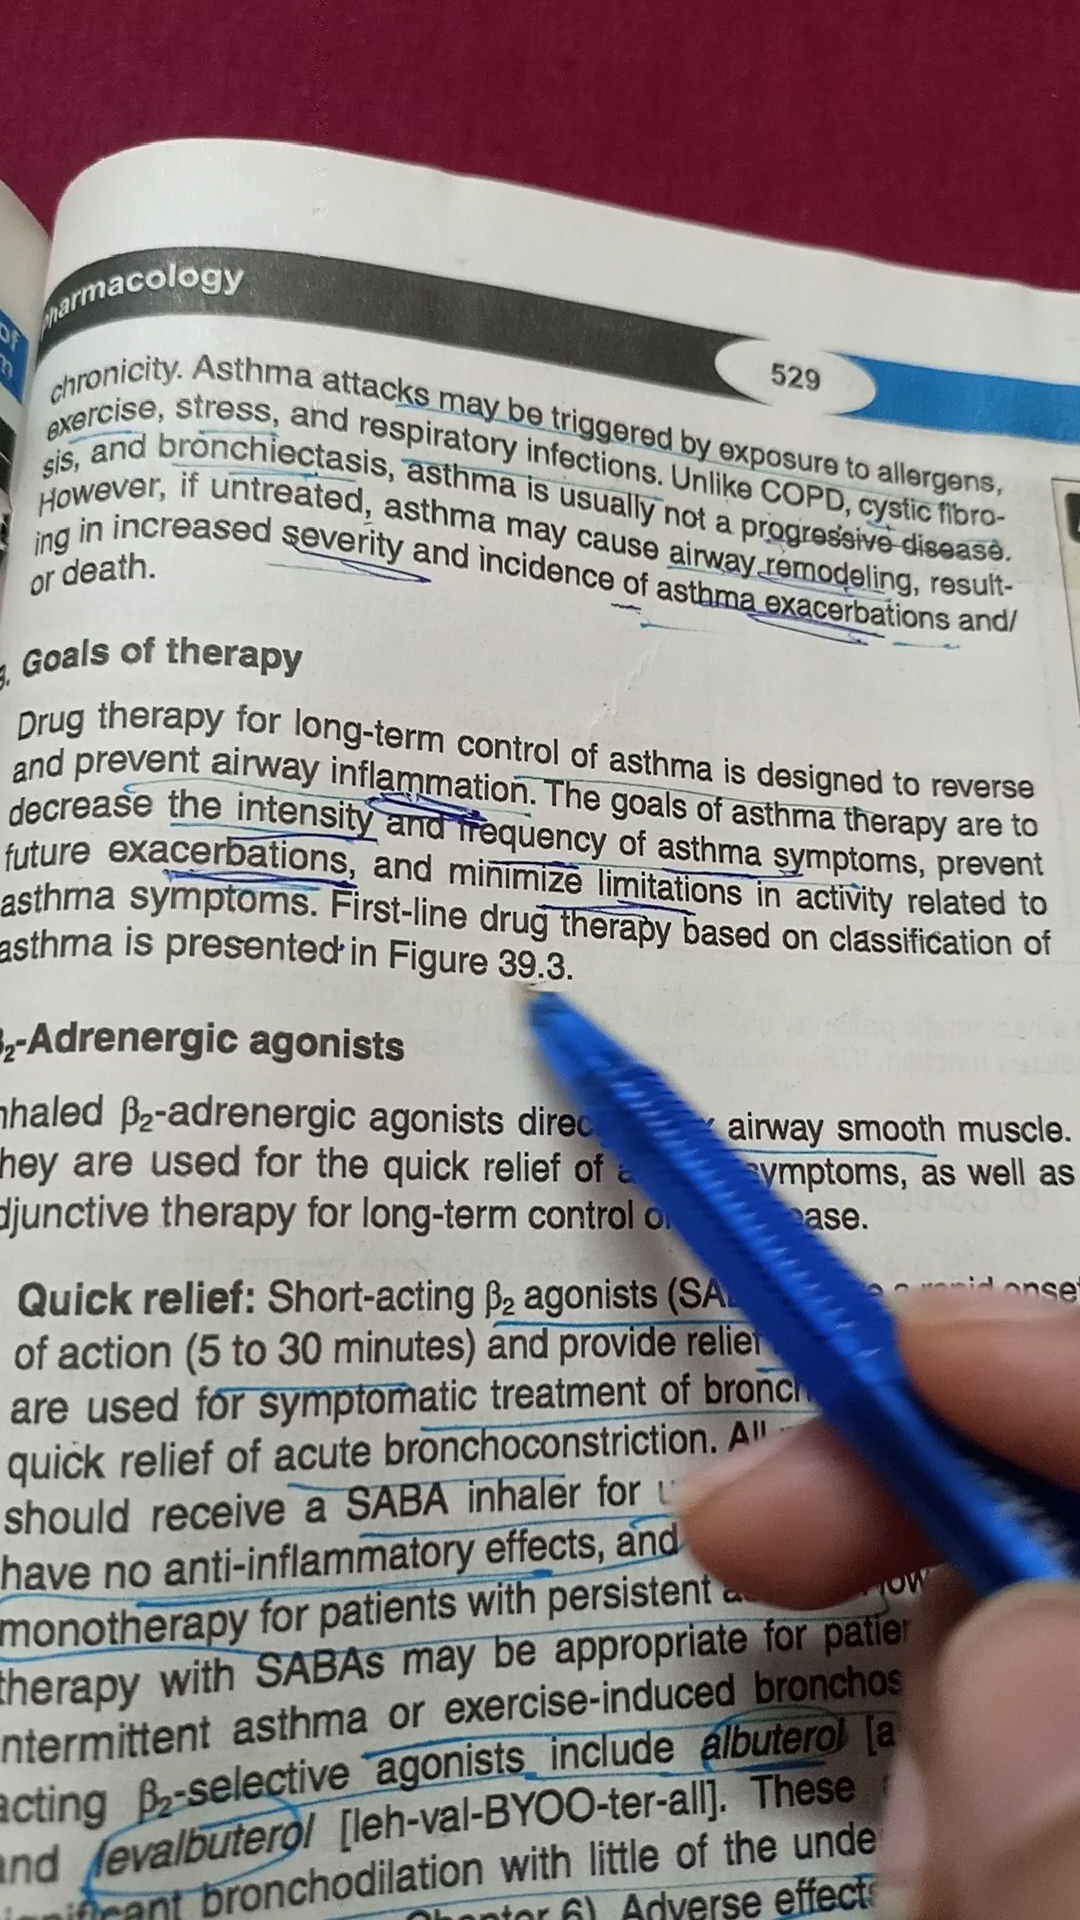 harmacology
529
chronicity. Asthma attacks may be triggered by exposure to allergens,
exercise, stress, and respiratory infections. Unlike COPD, cystic fibro-
sis, and bronchiectasis, asthma is usually not a progressive disease.
However, if untreated, asthma may cause airway remodeling, result-
ing in increased severity and incidence of asthma exacerbations and/
or death.
Goals of therapy
Drug therapy for long-term control of asthma is designed to reverse
and prevent airway inflammation. The goals of asthma therapy are to
decrease the intensity and frequency of asthma symptoms, prevent
future exacerbations, and minimize limitations in activity related to
asthma symptoms. First-line drug therapy based on classification of
asthma is presented in Figure 39.3.
β2-Adrenergic agonists
nhaled β2-adrenergic agonists airway smooth muscle.
hey are used for the quick relief of symptoms, as well as
djunctive therapy for long-term control
Quick relief: Short-acting β2 agonists
of action (5 to 30 minutes) and provide relief
are used for symptomatic treatment of
quick relief of acute bronchoconstriction. All
should receive a SABA inhaler for
have no anti-inflammatory effects, and
monotherapy for patients with persistent
therapy with SABAs may be appropriate for
ntermittent asthma or exercise-induced
acting β2-selective agonists include albuterol [a
and levalbuterol [leh-val-BYOO-ter-all]. These
bronchodilation with little of the
6). Adverse effects